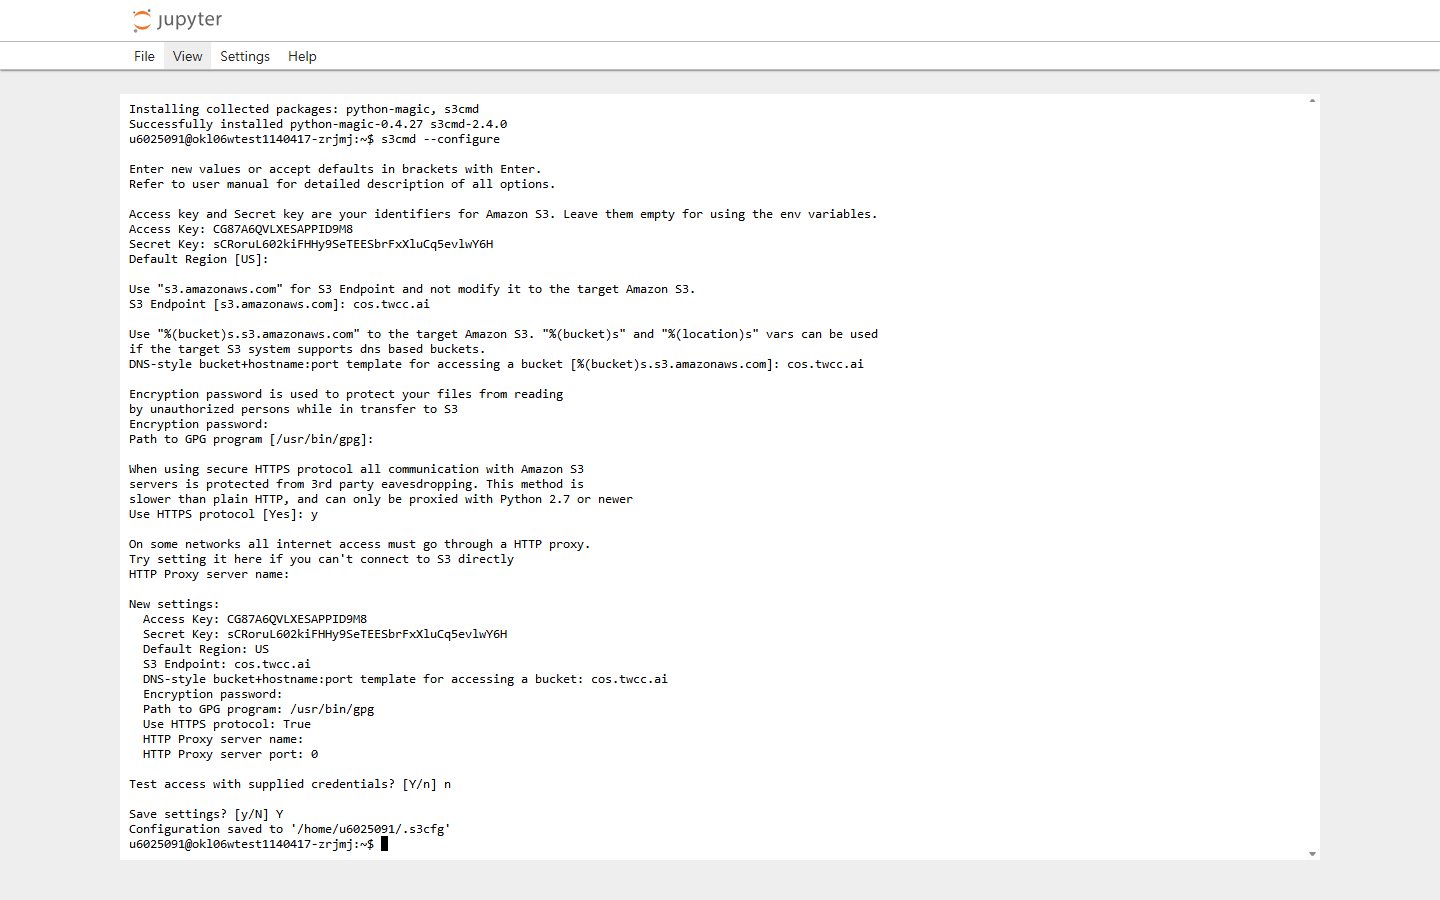 jupyter
File View Settings Help
Installing collected packages: python-magic, s3cmd
Successfully installed python-magic-0.4.27 s3cmd-2.4.0
u6025091@okl06wtest1140417-zrjmj:~$ s3cmd --configure
Enter new values or accept defaults in brackets with Enter.
Refer to user manual for detailed description of all options.
Access key and Secret key are your identifiers for Amazon S3. Leave them empty for using the env variables.
Access Key: CG87A6QVLXESAPPID9M8
Secret Key: sCRoruL602kiFHHy9SeTEESbrFxXluCq5evlwY6H
Default Region [US]:
Use "s3.amazonaws.com" for S3 Endpoint and not modify it to the target Amazon S3.
S3 Endpoint [s3.amazonaws.com]: cos.twcc.ai
Use "%(bucket)s.s3.amazonaws.com" to the target Amazon S3. "%(bucket)s" and "%(location)s" vars can be used
if the target S3 system supports dns based buckets.
DNS-style bucket+hostname:port template for accessing a bucket [%(bucket)s.s3.amazonaws.com]: cos.twcc.ai
Encryption password is used to protect your files from reading
by unauthorized persons while in transfer to S3
Encryption password:
Path to GPG program [/usr/bin/gpg]:
When using secure HTTPS protocol all communication with Amazon S3
servers is protected from 3rd party eavesdropping. This method is
slower than plain HTTP, and can only be proxied with Python 2.7 or newer
Use HTTPS protocol [Yes]: y
On some networks all internet access must go through a HTTP proxy.
Try setting it here if you can't connect to S3 directly
HTTP Proxy server name:
New settings:
Access Key: CG87A6QVLXESAPPID9M8
Secret Key: sCRoruL602kiFHHy9SeTEESbrFxXluCq5evlwY6H
Default Region: US
S3 Endpoint: cos.twcc.ai
DNS-style bucket+hostname:port template for accessing a bucket: cos.twcc.ai
Encryption password:
Path to GPG program: /usr/bin/gpg
Use HTTPS protocol: True
HTTP Proxy server name:
HTTP Proxy server port: 0
Test access with supplied credentials? [Y/n] n
Save settings? [y/N] Y
Configuration saved to '/home/u6025091/.s3cfg'
u6025091@okl06wtest1140417-zrjmj:~$